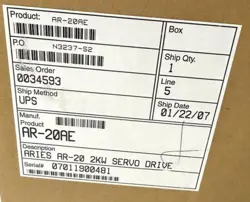 Product: AR-20AE
Box
P.O.
N3237-S2
Ship Qty.
1
Sales Order
0034593
Line
5
Ship Method
UPS
Ship Date
01/22/07
Manuf.
Product
AR-20AE
Description
ARIES AR-20 2KW SERVO DRIVE
Serial# 07011900481